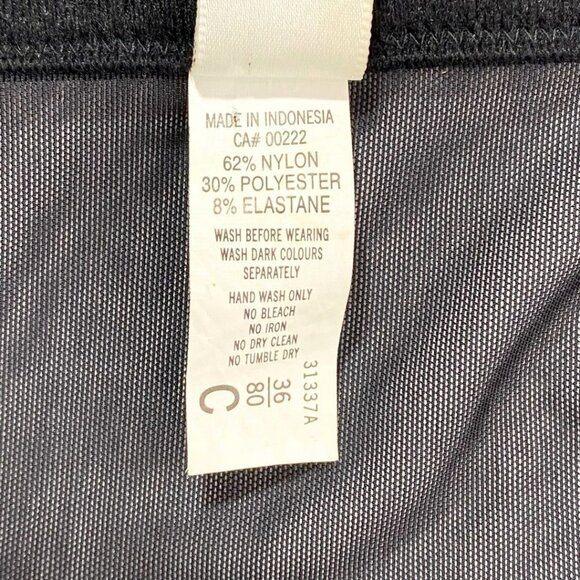 MADE IN INDONESIA
CA# 00222
62% NYLON
30% POLYESTER
8% ELASTANE
WASH BEFORE WEARING
WASH DARK COLOURS
SEPARATELY
HAND WASH ONLY
NO BLEACH
NO IRON
NO DRY CLEAN
NO TUMBLE DRY
31337A
36
80
C